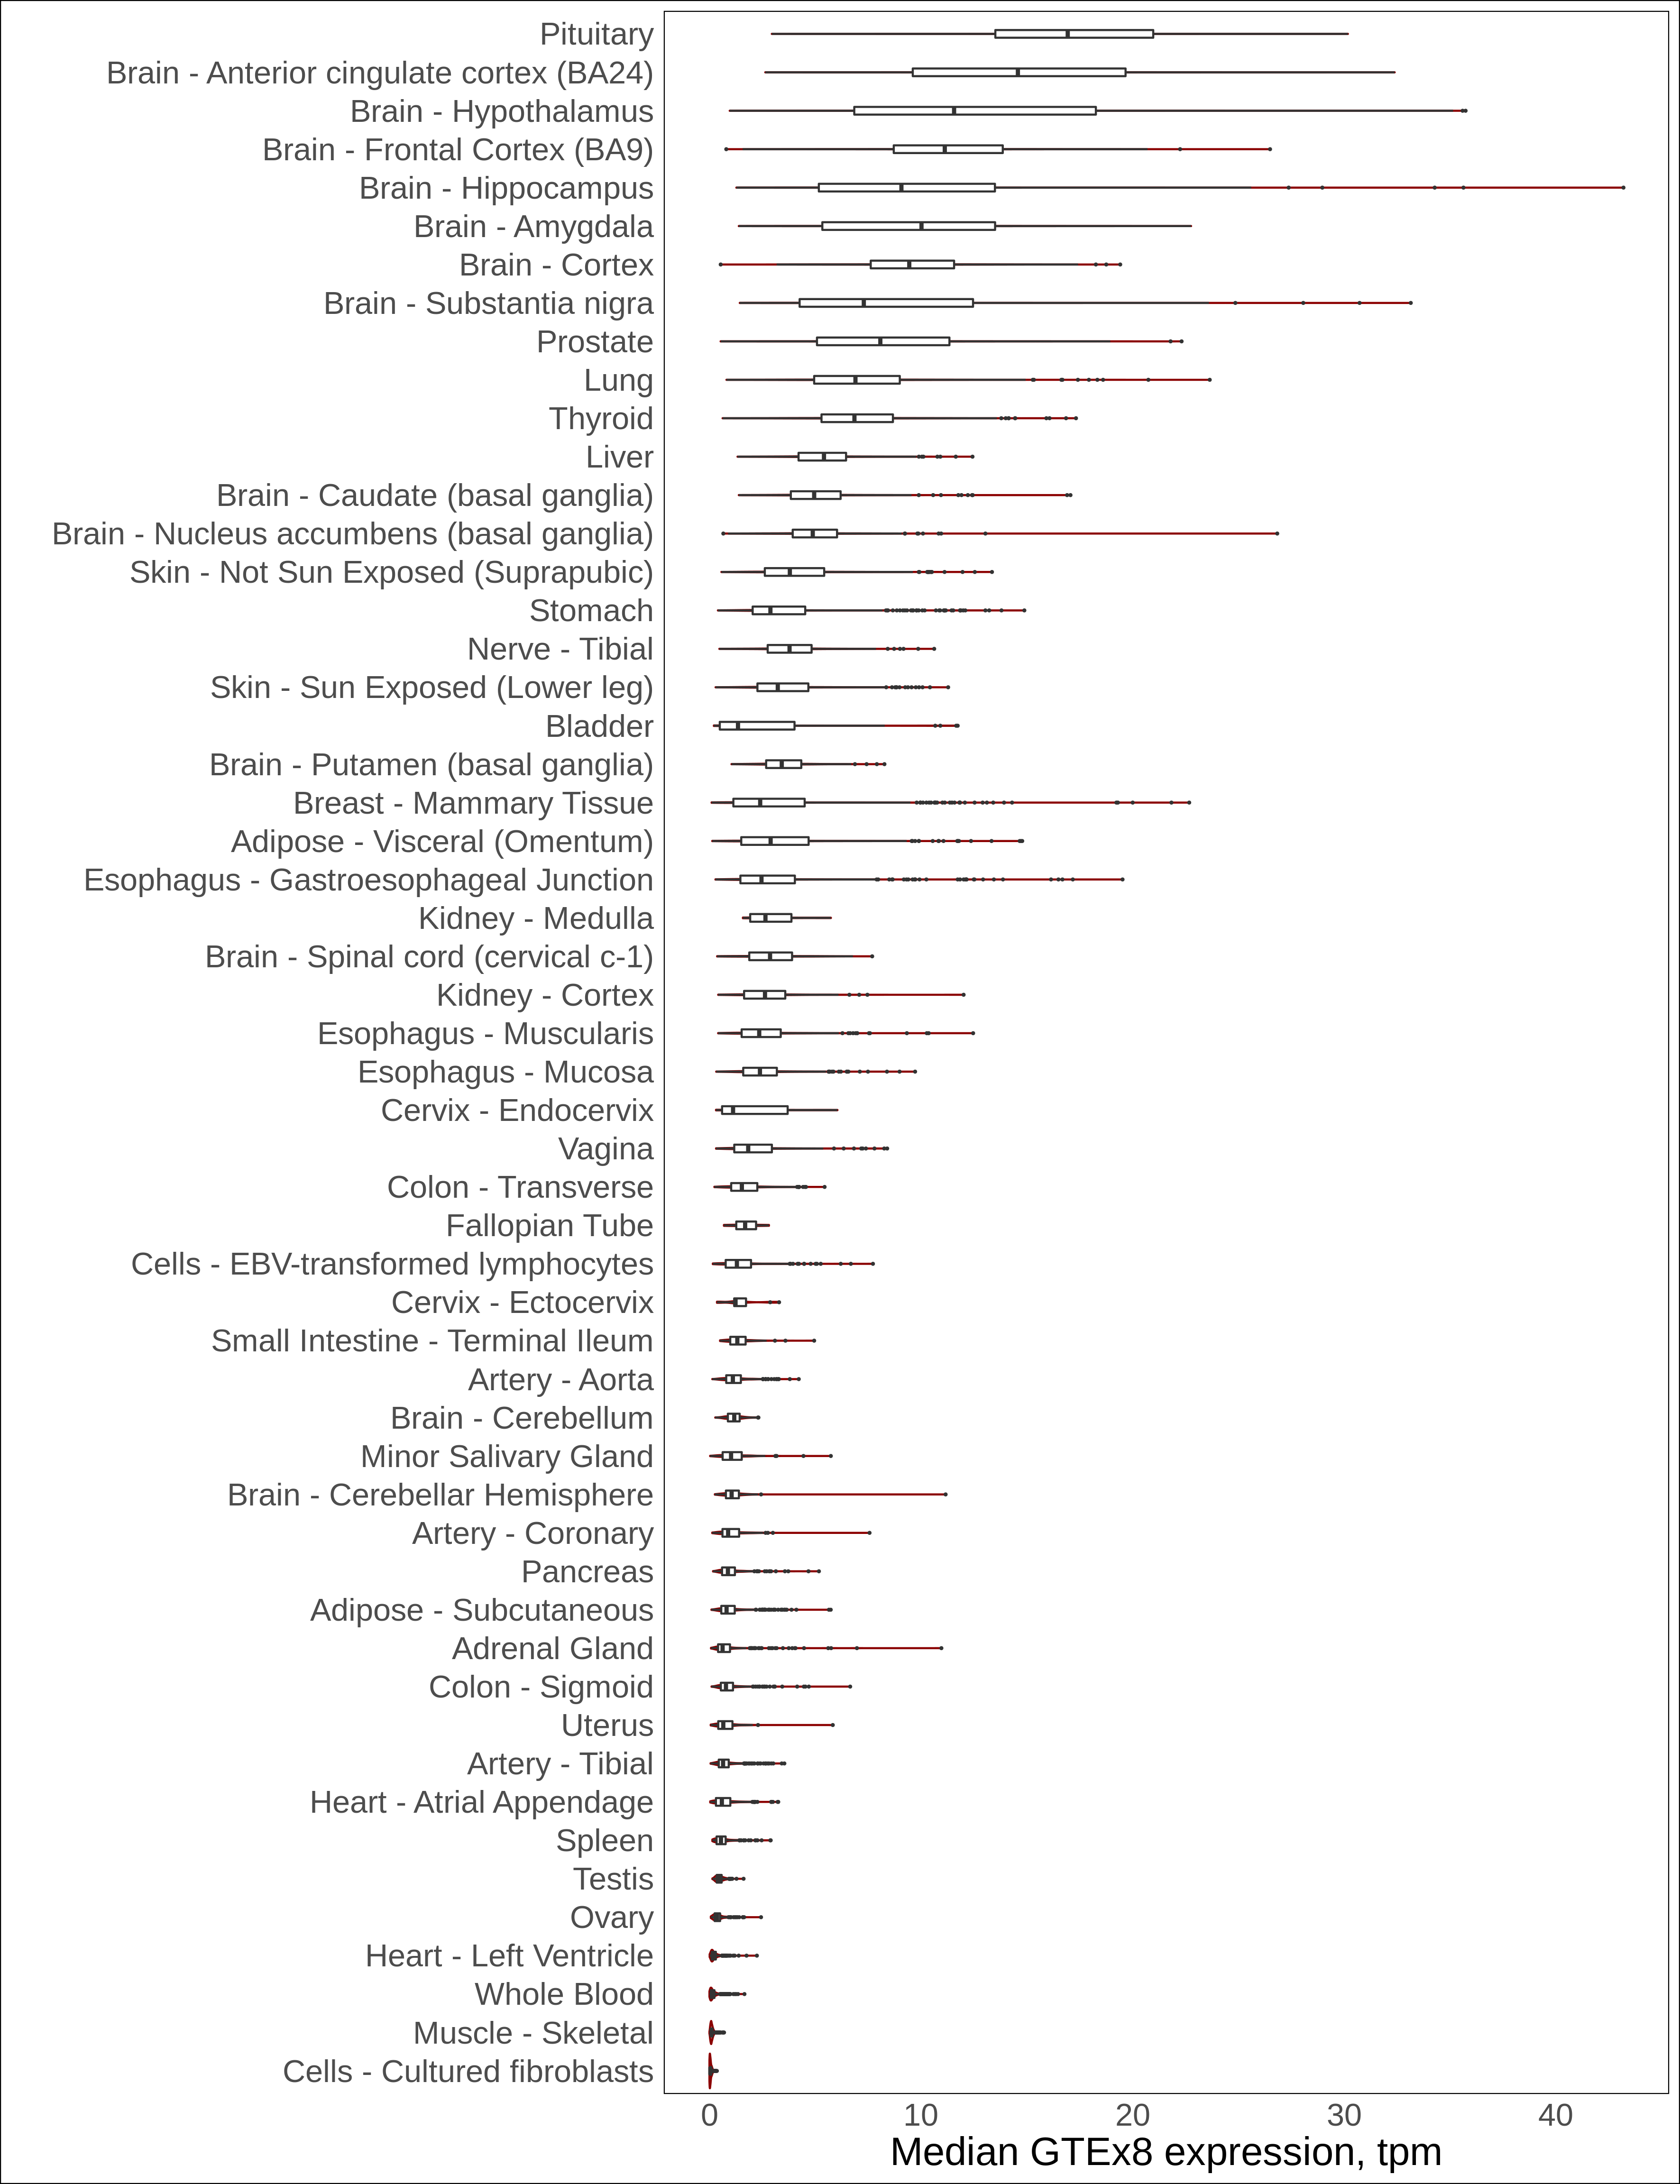 Pituitary
Brain - Anterior cingulate cortex (BA24)
Brain - Hypothalamus
Brain - Frontal Cortex (BA9)
Brain - Hippocampus
Brain - Amygdala
Brain - Cortex
Brain - Substantia nigra
Prostate
Lung
Thyroid
Liver
Brain - Caudate (basal ganglia)
Brain - Nucleus accumbens (basal ganglia)
Skin - Not Sun Exposed (Suprapubic)
Stomach
Nerve - Tibial
Skin - Sun Exposed (Lower leg)
Bladder
Brain - Putamen (basal ganglia)
Breast - Mammary Tissue
Adipose - Visceral (Omentum)
Esophagus - Gastroesophageal Junction
Kidney - Medulla
Brain - Spinal cord (cervical c-1)
Kidney - Cortex
Esophagus - Muscularis
Esophagus - Mucosa
Cervix - Endocervix
Vagina
Colon - Transverse
Fallopian Tube
Cells - EBV-transformed lymphocytes
Cervix - Ectocervix
Small Intestine - Terminal Ileum
Artery - Aorta
Brain - Cerebellum
Minor Salivary Gland
Brain - Cerebellar Hemisphere
Artery - Coronary
Pancreas
Adipose - Subcutaneous
Adrenal Gland
Colon - Sigmoid
Uterus
Artery - Tibial
Heart - Atrial Appendage
Spleen
Testis
Ovary
Heart - Left Ventricle
Whole Blood
Muscle - Skeletal
Cells - Cultured fibroblasts
0 10 20 30 40
Median GTEx8 expression, tpm